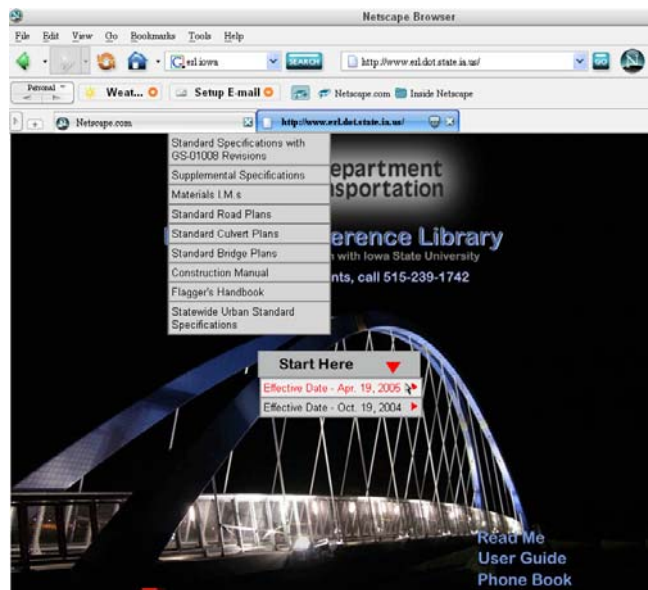 Netscape Browser
File Edit View Go Bookmarks Tools Help
erl iowa SEARCH http://www.erl.dot.state.ia.us/ GO
Personal Weat... Setup E-mail Netscape.com Inside Netscape
Netscape.com http://www.erl.dot.state.ia.us/
Standard Specifications with
GS-01008 Revisions
Supplemental Specifications
Materials I.M.s
Standard Road Plans
Standard Culvert Plans
Standard Bridge Plans
Construction Manual
Flagger's Handbook
Statewide Urban Standard
Specifications
epartment
sportation
erence Library
n with Iowa State University
nts, call 515-239-1742
Start Here
Effective Date - Apr. 19, 2005
Effective Date - Oct. 19, 2004
Read Me
User Guide
Phone Book